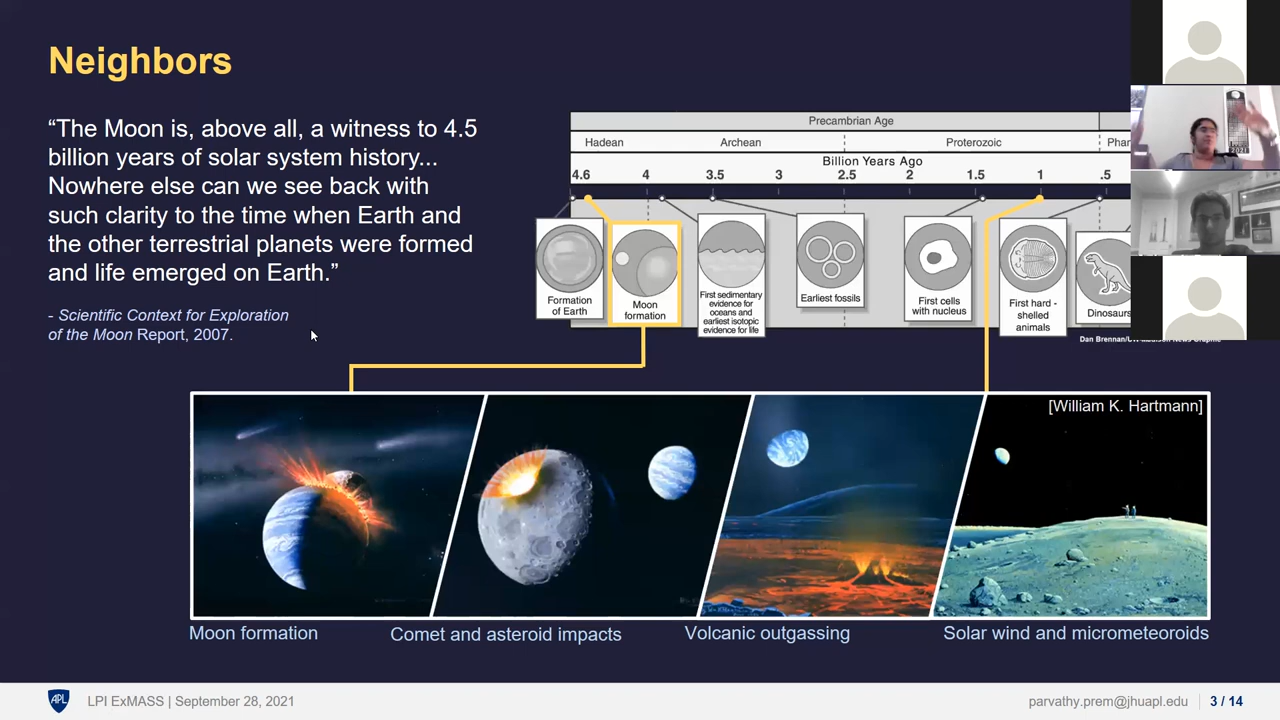 Neighbors
“The Moon is, above all, a witness to 4.5
billion years of solar system history...
Nowhere else can we see back with
such clarity to the time when Earth and
the other terrestrial planets were formed
and life emerged on Earth.”
- Scientific Context for Exploration
of the Moon Report, 2007.
Precambrian Age
Hadean Archean Proterozoic
Billion Years Ago
4.6 4 3.5 3 2.5 2 1.5 1 .5
Formation
of Earth
Moon
formation
First sedimentary
evidence for
oceans and
earliest isotopic
evidence for life
Earliest fossils
First cells
with nucleus
First hard -
shelled
animals
Dinosaurs
Dan Brennan/
[William K. Hartmann]
Moon formation
Comet and asteroid impacts
Volcanic outgassing
Solar wind and micrometeoroids
APL
LPI ExMASS | September 28, 2021
parvathy.prem@jhuapl.edu
3 / 14